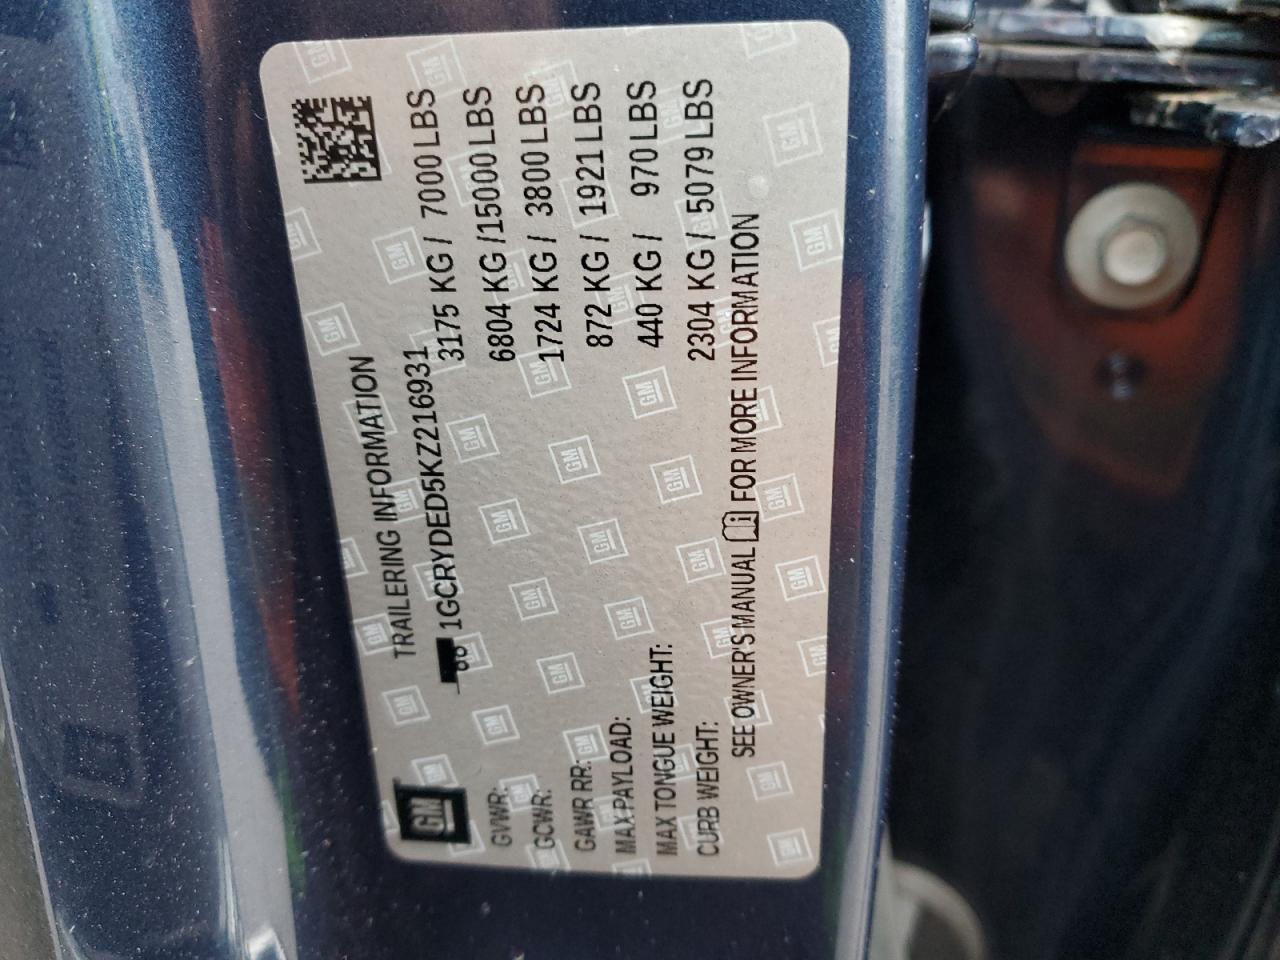 GM
TRAILERING INFORMATION
1GCRYDED5KZ216931
GVWR: 3175 KG / 7000 LBS
GCWR: 6804 KG /15000 LBS
GAWR RR: 1724 KG / 3800 LBS
MAX PAYLOAD: 872 KG / 1921 LBS
MAX TONGUE WEIGHT: 440 KG / 970 LBS
CURB WEIGHT: 2304 KG / 5079 LBS
SEE OWNER'S MANUAL i FOR MORE INFORMATION